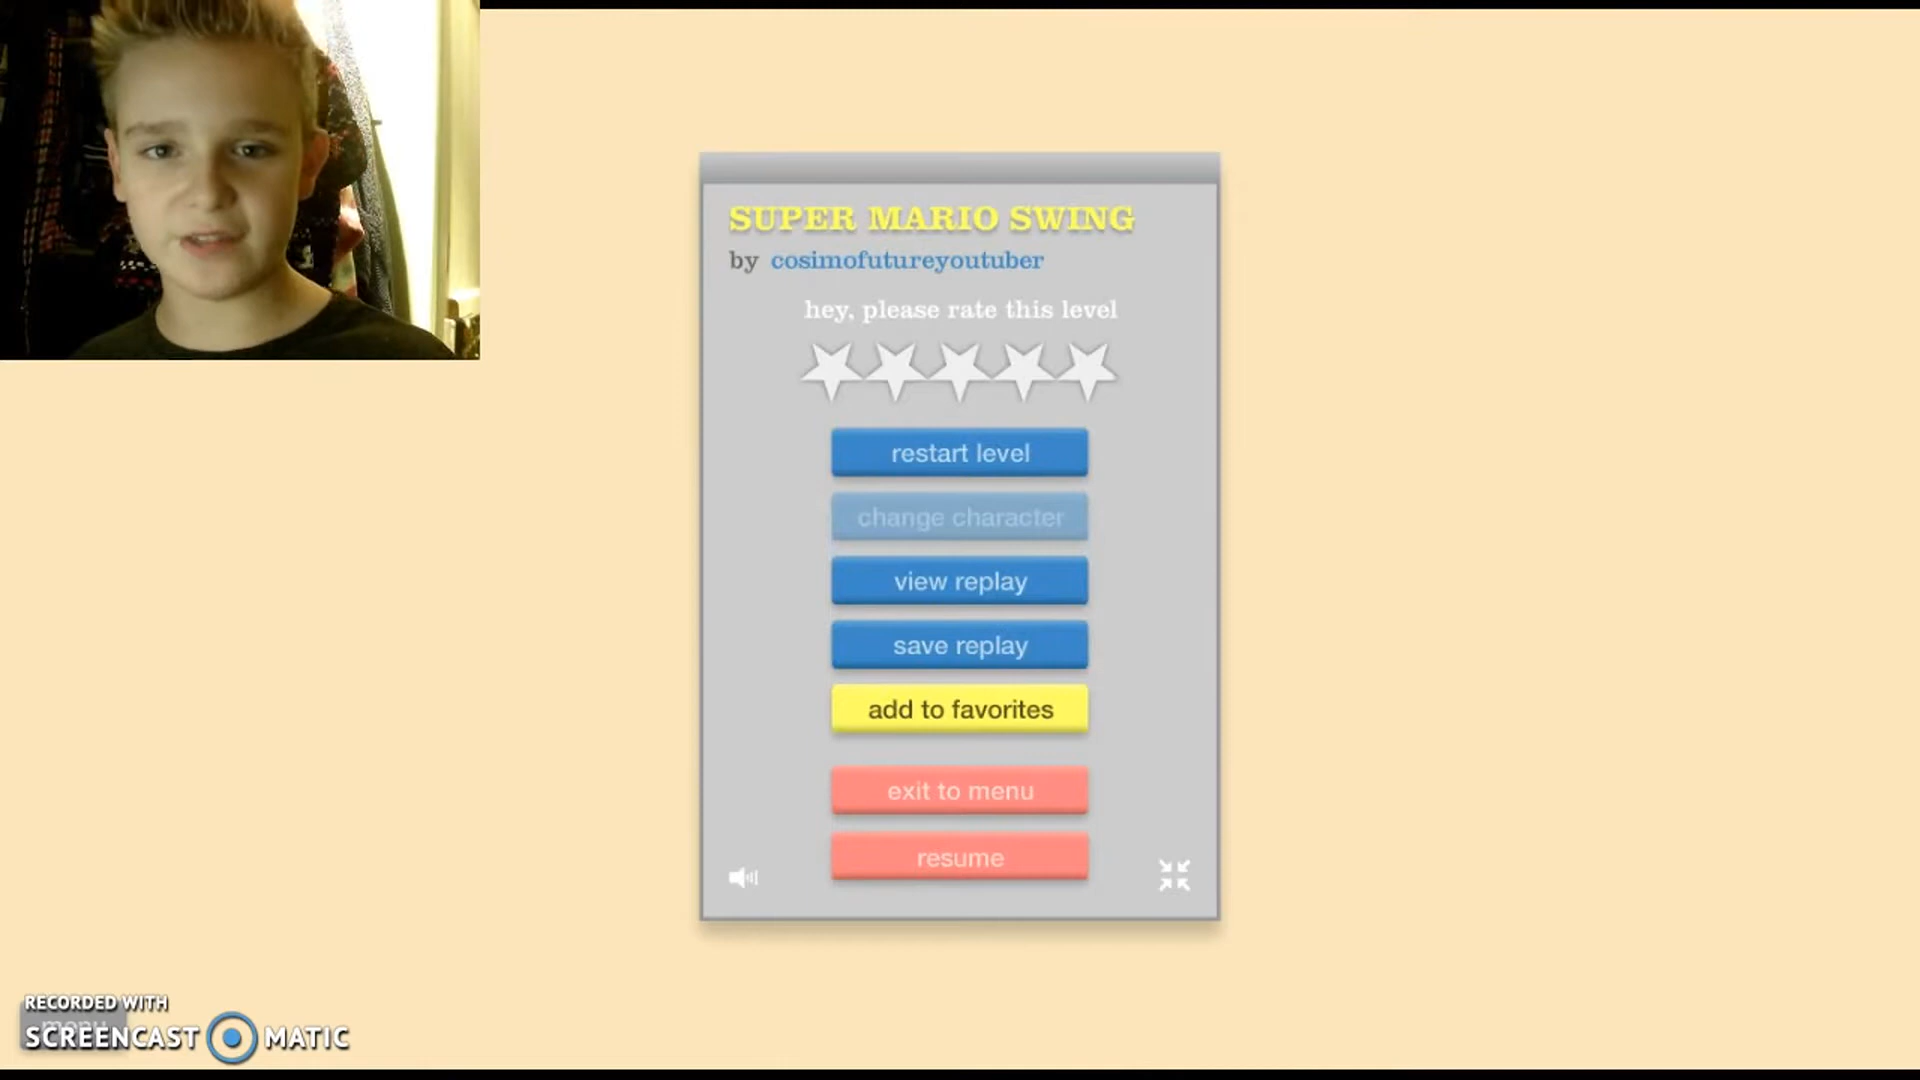 SUPER MARIO SWING
by cosimofutureyoutuber
hey, please rate this level
restart level
change character
view replay
save replay
add to favorites
exit to menu
resume
RECORDED WITH
menu
SCREENCAST MATIC